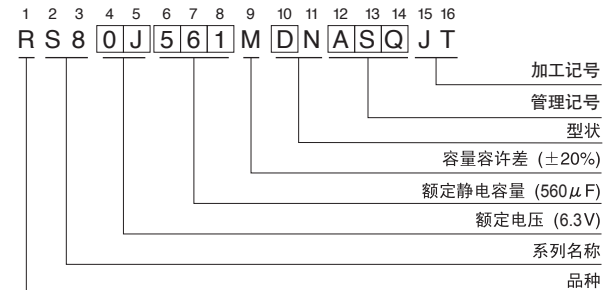 1 2 3 4 5 6 7 8 9 10 11 12 13 14 15 16
R S 8 0 J 5 6 1 M D N A S Q J T
加工记号
管理记号
型状
容量容许差 (±20%)
额定静电容量 (560μF)
额定电压 (6.3V)
系列名称
品种